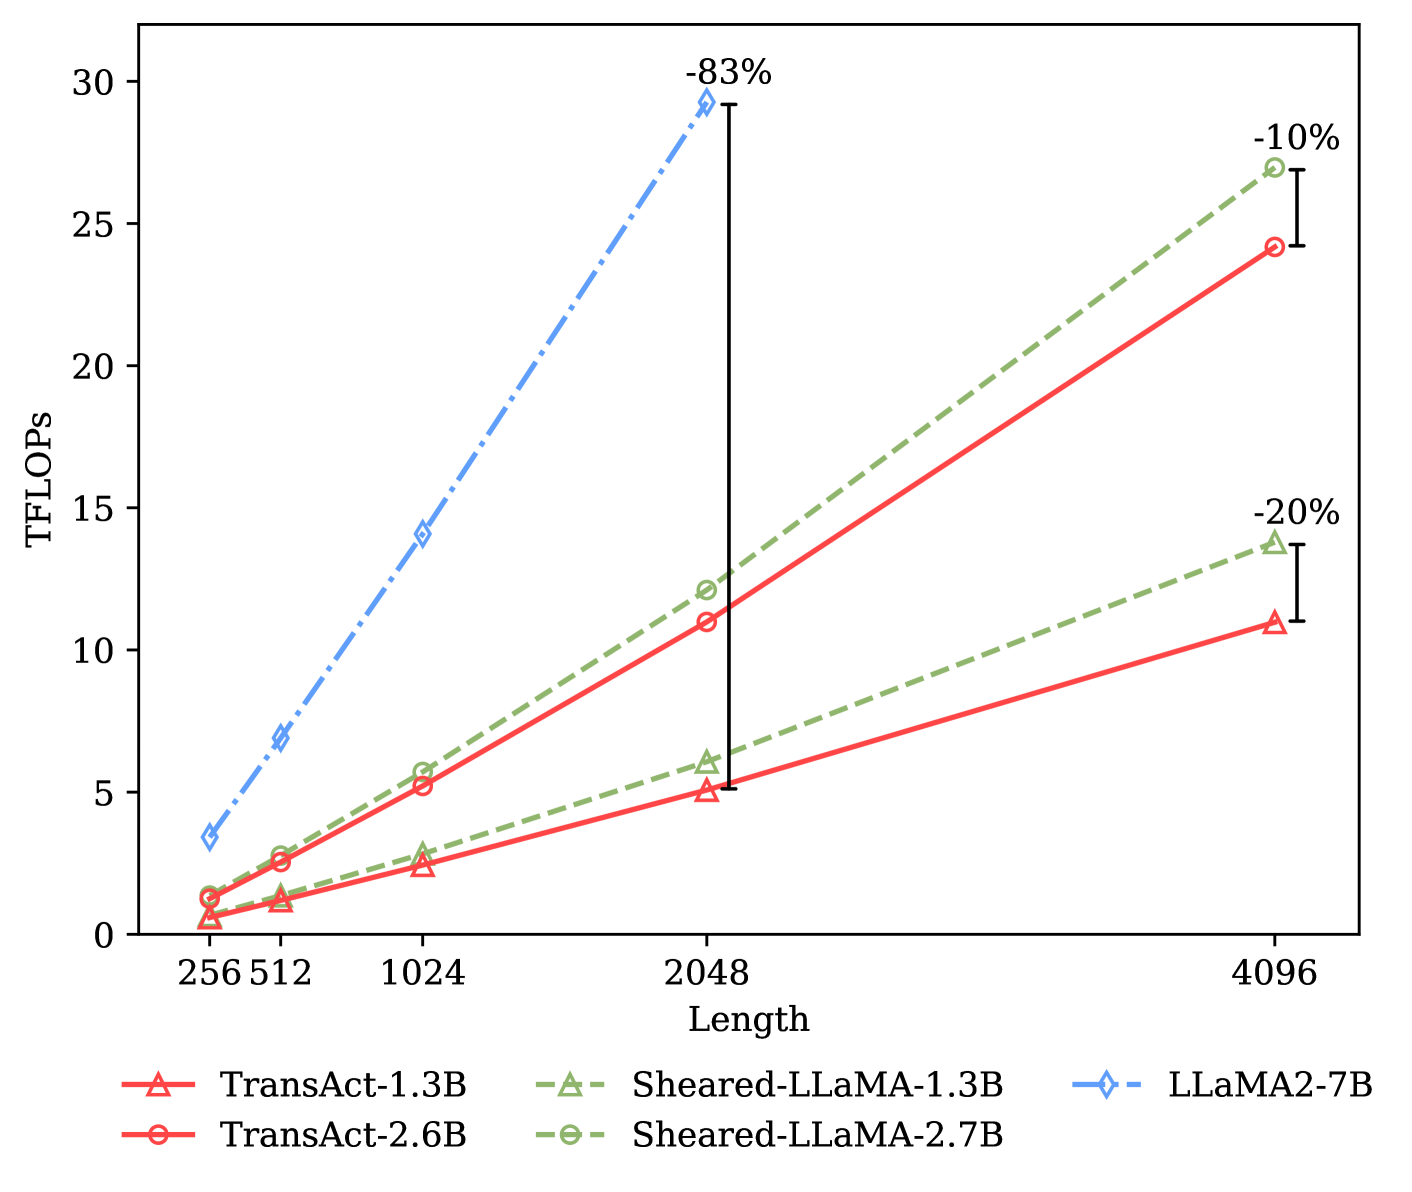 -83%
30
-10%
25
20
-20%
15
10
5
0
256 512 1024 2048 4096
TFLOPs
Length
TransAct-1.3B Sheared-LLaMA-1.3B LLaMA2-7B
TransAct-2.6B Sheared-LLaMA-2.7B